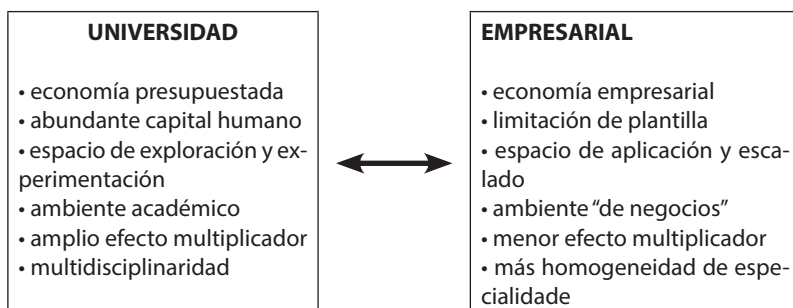 UNIVERSIDAD
• economía presupuestada
• abundante capital humano
• espacio de exploración y ex-
perimentación
• ambiente académico
• amplio efecto multiplicador
• multidisciplinaridad
EMPRESARIAL
• economía empresarial
• limitación de plantilla
• espacio de aplicación y esca-
lado
• ambiente “de negocios”
• menor efecto multiplicador
• más homogeneidad de espe-
cialidade